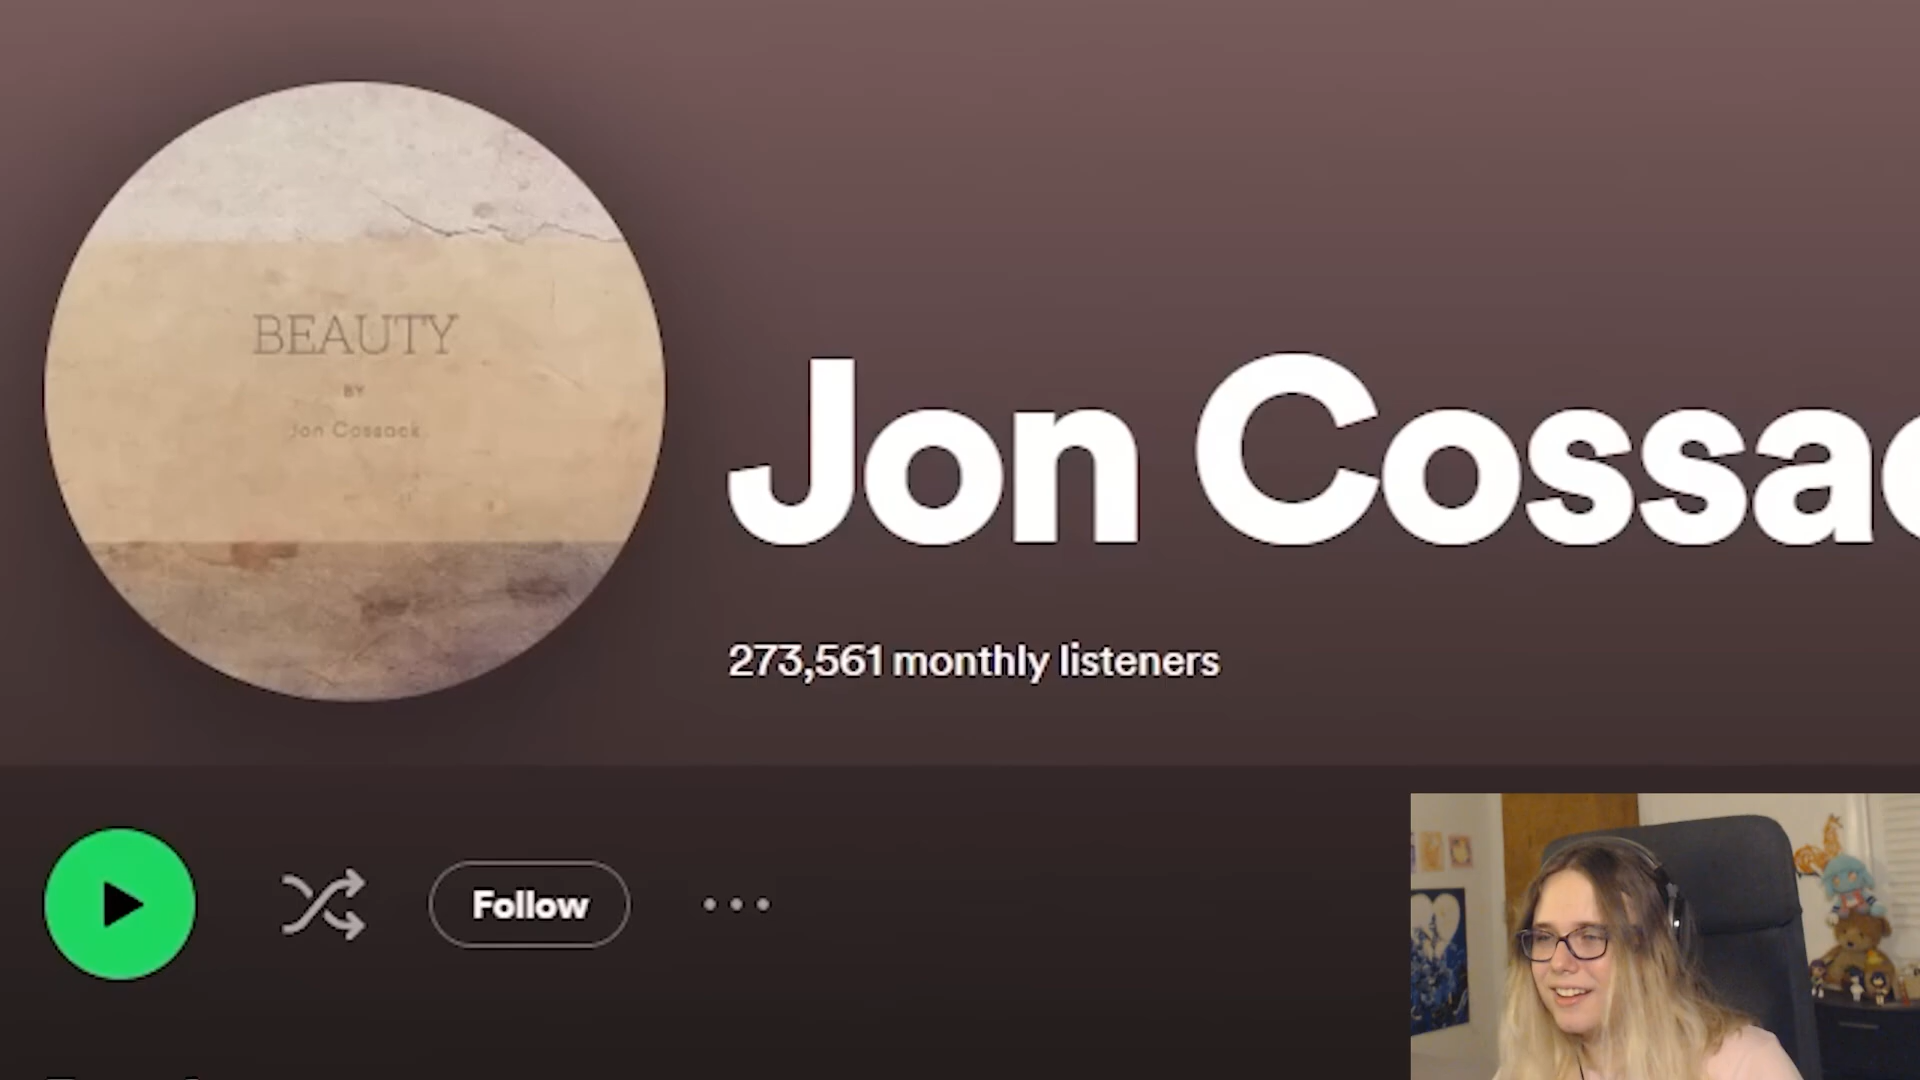 BEAUTY
BY
Jon Cossack
Jon Cossac
273,561 monthly listeners
Follow